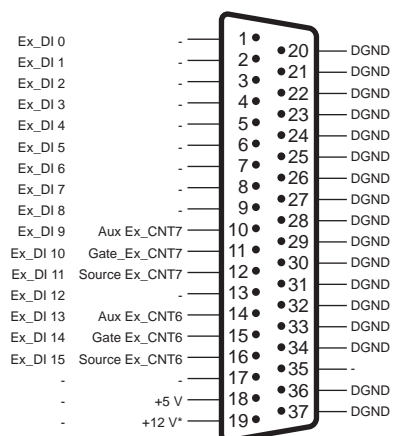 Ex_DI 0 - 1 20 DGND
Ex_DI 1 - 2 21 DGND
Ex_DI 2 - 3 22 DGND
Ex_DI 3 - 4 23 DGND
Ex_DI 4 - 5 24 DGND
Ex_DI 5 - 6 25 DGND
Ex_DI 6 - 7 26 DGND
Ex_DI 7 - 8 27 DGND
Ex_DI 8 - 9 28 DGND
Ex_DI 9 Aux Ex_CNT7 10 29 DGND
Ex_DI 10 Gate_Ex_CNT7 11 30 DGND
Ex_DI 11 Source Ex_CNT7 12 31 DGND
Ex_DI 12 - 13 32 DGND
Ex_DI 13 Aux Ex_CNT6 14 33 DGND
Ex_DI 14 Gate Ex_CNT6 15 34 DGND
Ex_DI 15 Source Ex_CNT6 16 35 -
- - 17 36 DGND
- +5 V 18 37 DGND
- +12 V* 19